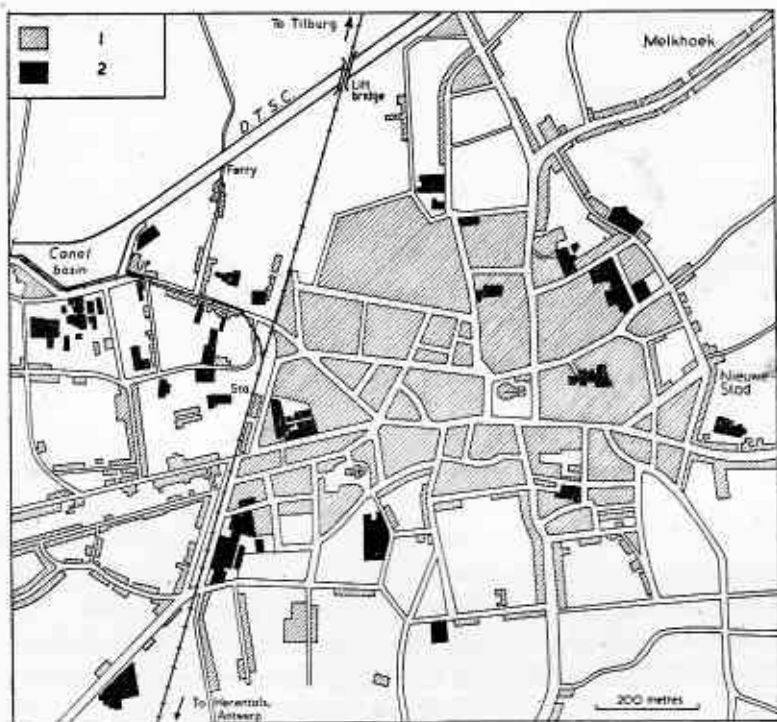 To Tilburg
1
2
Melkhoek
Lift
bridge
D.T.S.C.
Ferry
Canal
basin
Nieuwe
Stad
Sta.
200 metres
To Herentals,
Antwerp